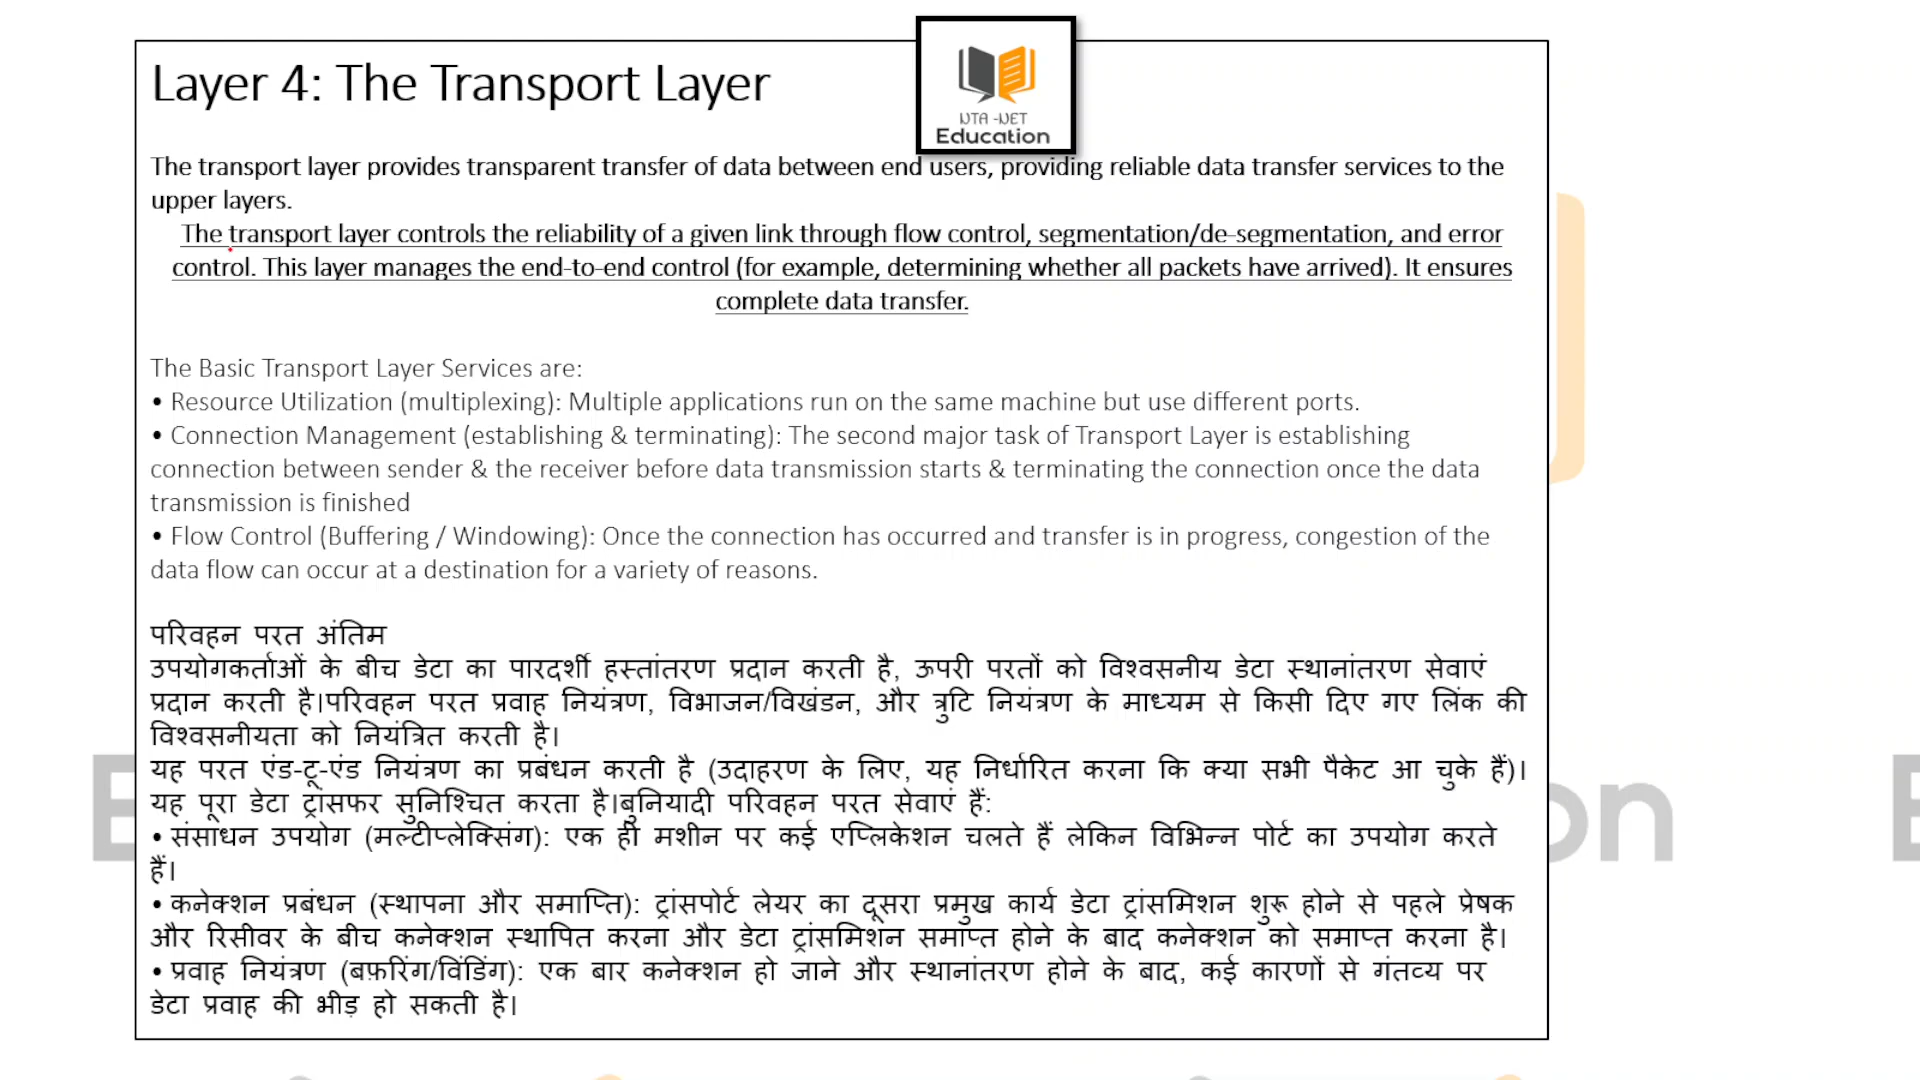 Layer 4: The Transport Layer
NTA -NET
Education
The transport layer provides transparent transfer of data between end users, providing reliable data transfer services to the
upper layers.
The transport layer controls the reliability of a given link through flow control, segmentation/de-segmentation, and error
control. This layer manages the end-to-end control (for example, determining whether all packets have arrived). It ensures
complete data transfer.
The Basic Transport Layer Services are:
• Resource Utilization (multiplexing): Multiple applications run on the same machine but use different ports.
• Connection Management (establishing & terminating): The second major task of Transport Layer is establishing
connection between sender & the receiver before data transmission starts & terminating the connection once the data
transmission is finished
• Flow Control (Buffering / Windowing): Once the connection has occurred and transfer is in progress, congestion of the
data flow can occur at a destination for a variety of reasons.
परिवहन परत अंतिम
उपयोगकर्ताओं के बीच डेटा का पारदर्शी हस्तांतरण प्रदान करती है, ऊपरी परतों को विश्वसनीय डेटा स्थानांतरण सेवाएं
प्रदान करती है।परिवहन परत प्रवाह नियंत्रण, विभाजन/विखंडन, और त्रुटि नियंत्रण के माध्यम से किसी दिए गए लिंक की
विश्वसनीयता को नियंत्रित करती है।
यह परत एंड-टू-एंड नियंत्रण का प्रबंधन करती है (उदाहरण के लिए, यह निर्धारित करना कि क्या सभी पैकेट आ चुके हैं)।
यह पूरा डेटा ट्रांसफर सुनिश्चित करता है।बुनियादी परिवहन परत सेवाएं हैं:
• संसाधन उपयोग (मल्टीप्लेक्सिंग): एक ही मशीन पर कई एप्लिकेशन चलते हैं लेकिन विभिन्न पोर्ट का उपयोग करते
हैं।
• कनेक्शन प्रबंधन (स्थापना और समाप्ति): ट्रांसपोर्ट लेयर का दूसरा प्रमुख कार्य डेटा ट्रांसमिशन शुरू होने से पहले प्रेषक
और रिसीवर के बीच कनेक्शन स्थापित करना और डेटा ट्रांसमिशन समाप्त होने के बाद कनेक्शन को समाप्त करना है।
• प्रवाह नियंत्रण (बफ़रिंग/विंडिंग): एक बार कनेक्शन हो जाने और स्थानांतरण होने के बाद, कई कारणों से गंतव्य पर
डेटा प्रवाह की भीड़ हो सकती है।